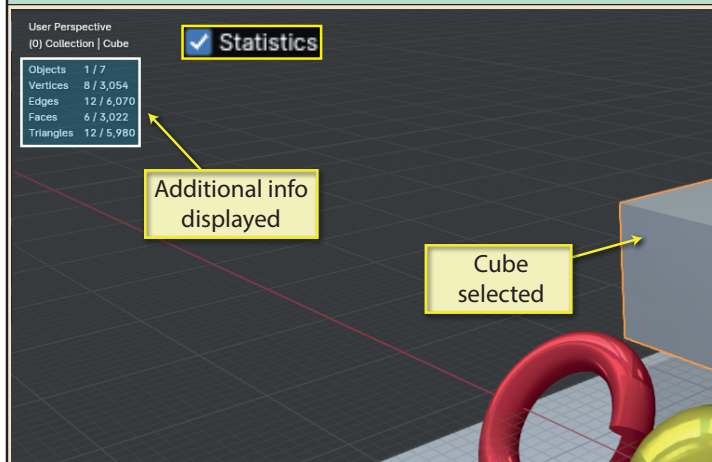 User Perspective
(0) Collection | Cube
Statistics
Objects 1 / 7
Vertices 8 / 3,054
Edges 12 / 6,070
Faces 6 / 3,022
Triangles 12 / 5,980
Additional info
displayed
Cube
selected